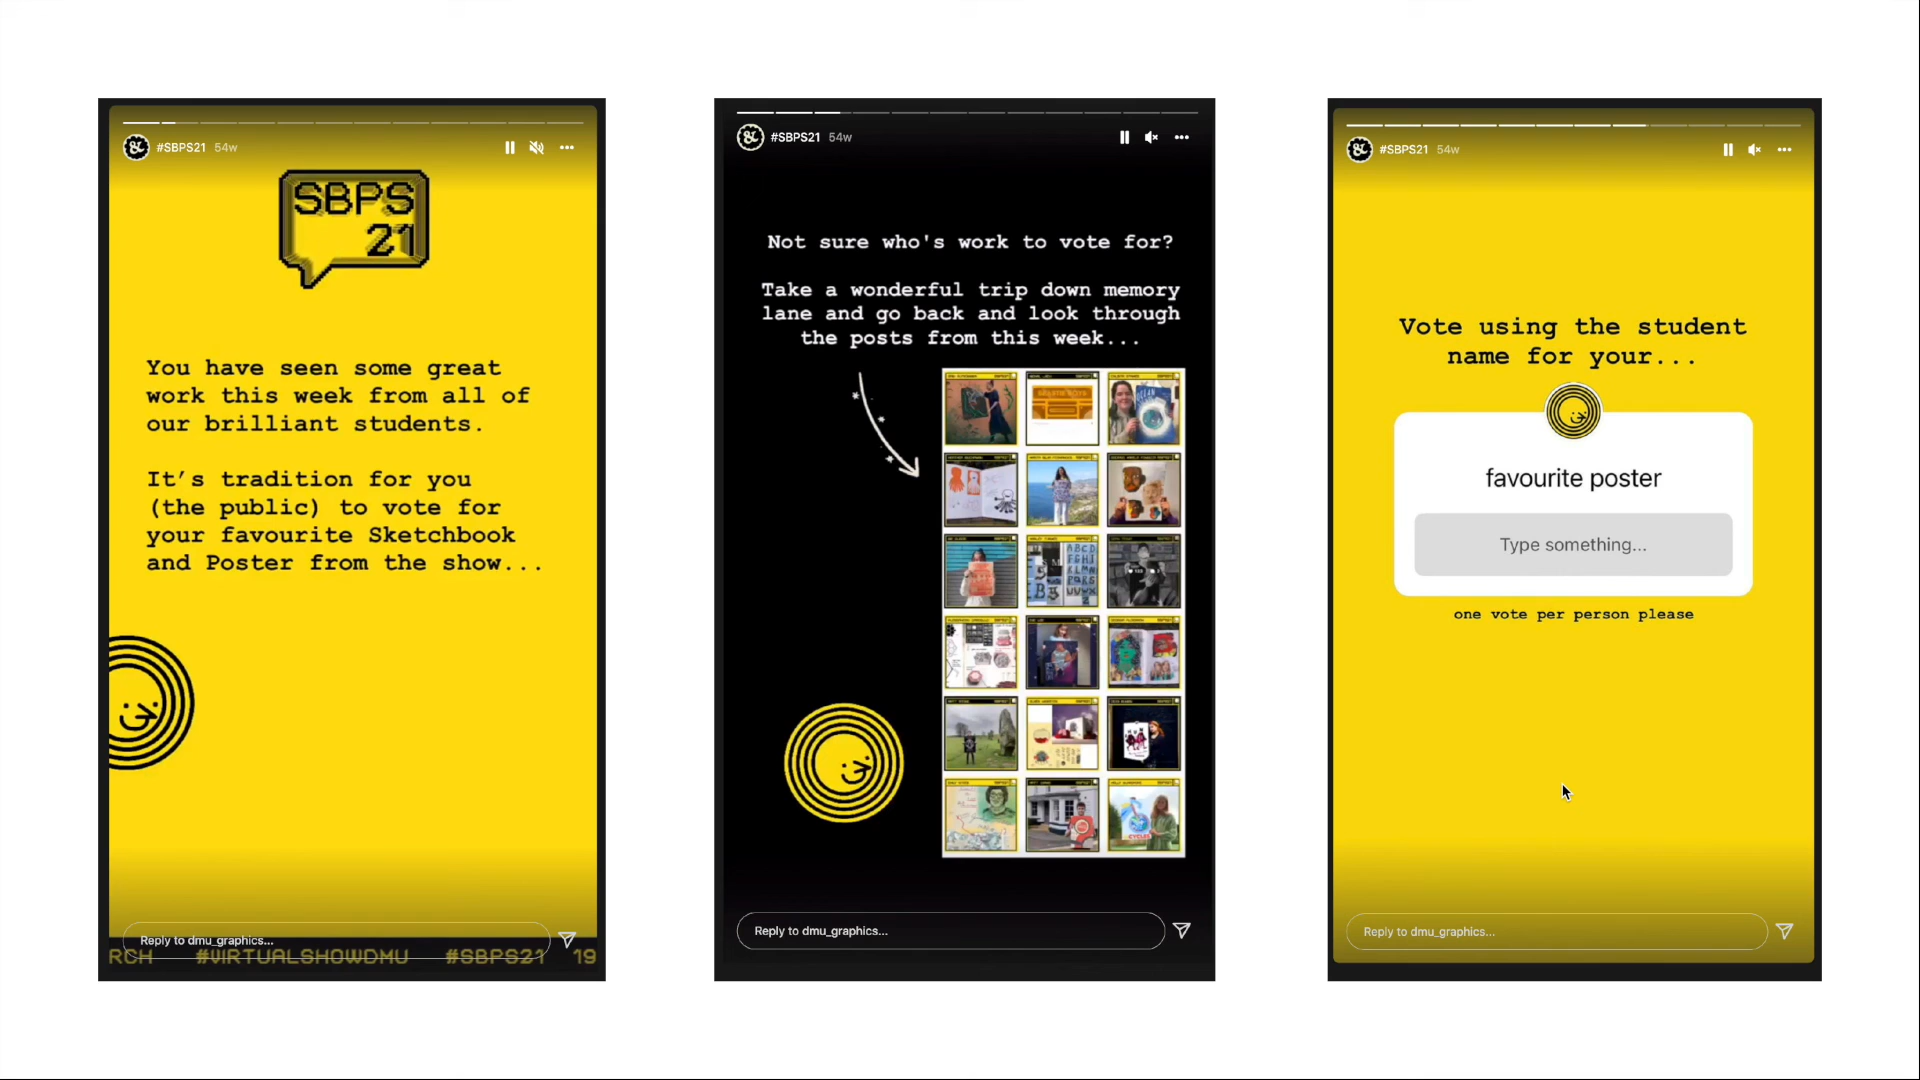 #SBPS21 54w
SBPS
21
You have seen some great
work this week from all of
our brilliant students.
It's tradition for you
(the public) to vote for
your favourite Sketchbook
and Poster from the show...
Reply to dmu_graphics...
RCH #VIRTUALSHOWDMU #SBPS21 19
#SBPS21 54w
Not sure who's work to vote for?
Take a wonderful trip down memory
lane and go back and look through
the posts from this week...
Reply to dmu_graphics...
#SBPS21 54w
Vote using the student
name for your...
favourite poster
Type something...
one vote per person please
Reply to dmu_graphics...